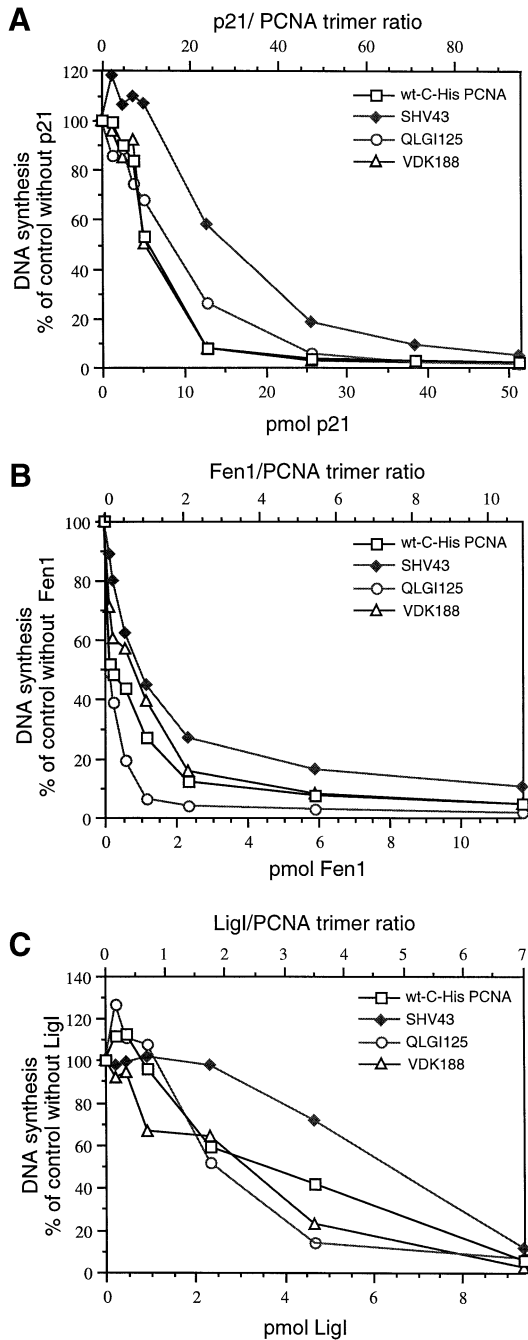 A
p21/ PCNA trimer ratio
0 20 40 60 80
120
100
80
60
40
20
0
DNA synthesis
% of control without p21
wt-C-His PCNA
SHV43
QLGI125
VDK188
0 10 20 30 40 50
pmol p21
B
Fen1/PCNA trimer ratio
0 2 4 6 8 10
100
80
60
40
20
0
DNA synthesis
% of control without Fen1
wt-C-His PCNA
SHV43
QLGI125
VDK188
0 2 4 6 8 10
pmol Fen1
C
LigI/PCNA trimer ratio
0 1 2 3 4 5 6 7
140
120
100
80
60
40
20
0
DNA synthesis
% of control without LigI
wt-C-His PCNA
SHV43
QLGI125
VDK188
0 2 4 6 8
pmol LigI